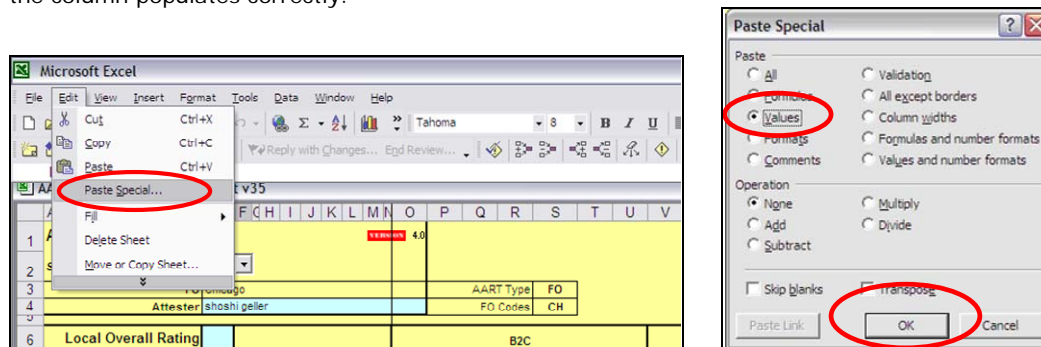 the column populates correctly.
Microsoft Excel
File Edit View Insert Format Tools Data Window Help
Tahoma 8 B I U
Reply with Changes... End Review...
Cut Ctrl+X
Copy Ctrl+C
Paste Ctrl+V
Paste Special...
Fill
Delete Sheet
Move or Copy Sheet...
t v35
F H I J K L M N O P Q R S T U V
1 VERSION 4.0
2
3 AART Type FO
4 Attester shoshi geller FO Codes CH
5
6 Local Overall Rating B2C
Paste Special
Paste
All Validation
Formulas All except borders
Values Column widths
Formats Formulas and number formats
Comments Values and number formats
Operation
None Multiply
Add Divide
Subtract
Skip blanks Transpose
Paste Link OK Cancel